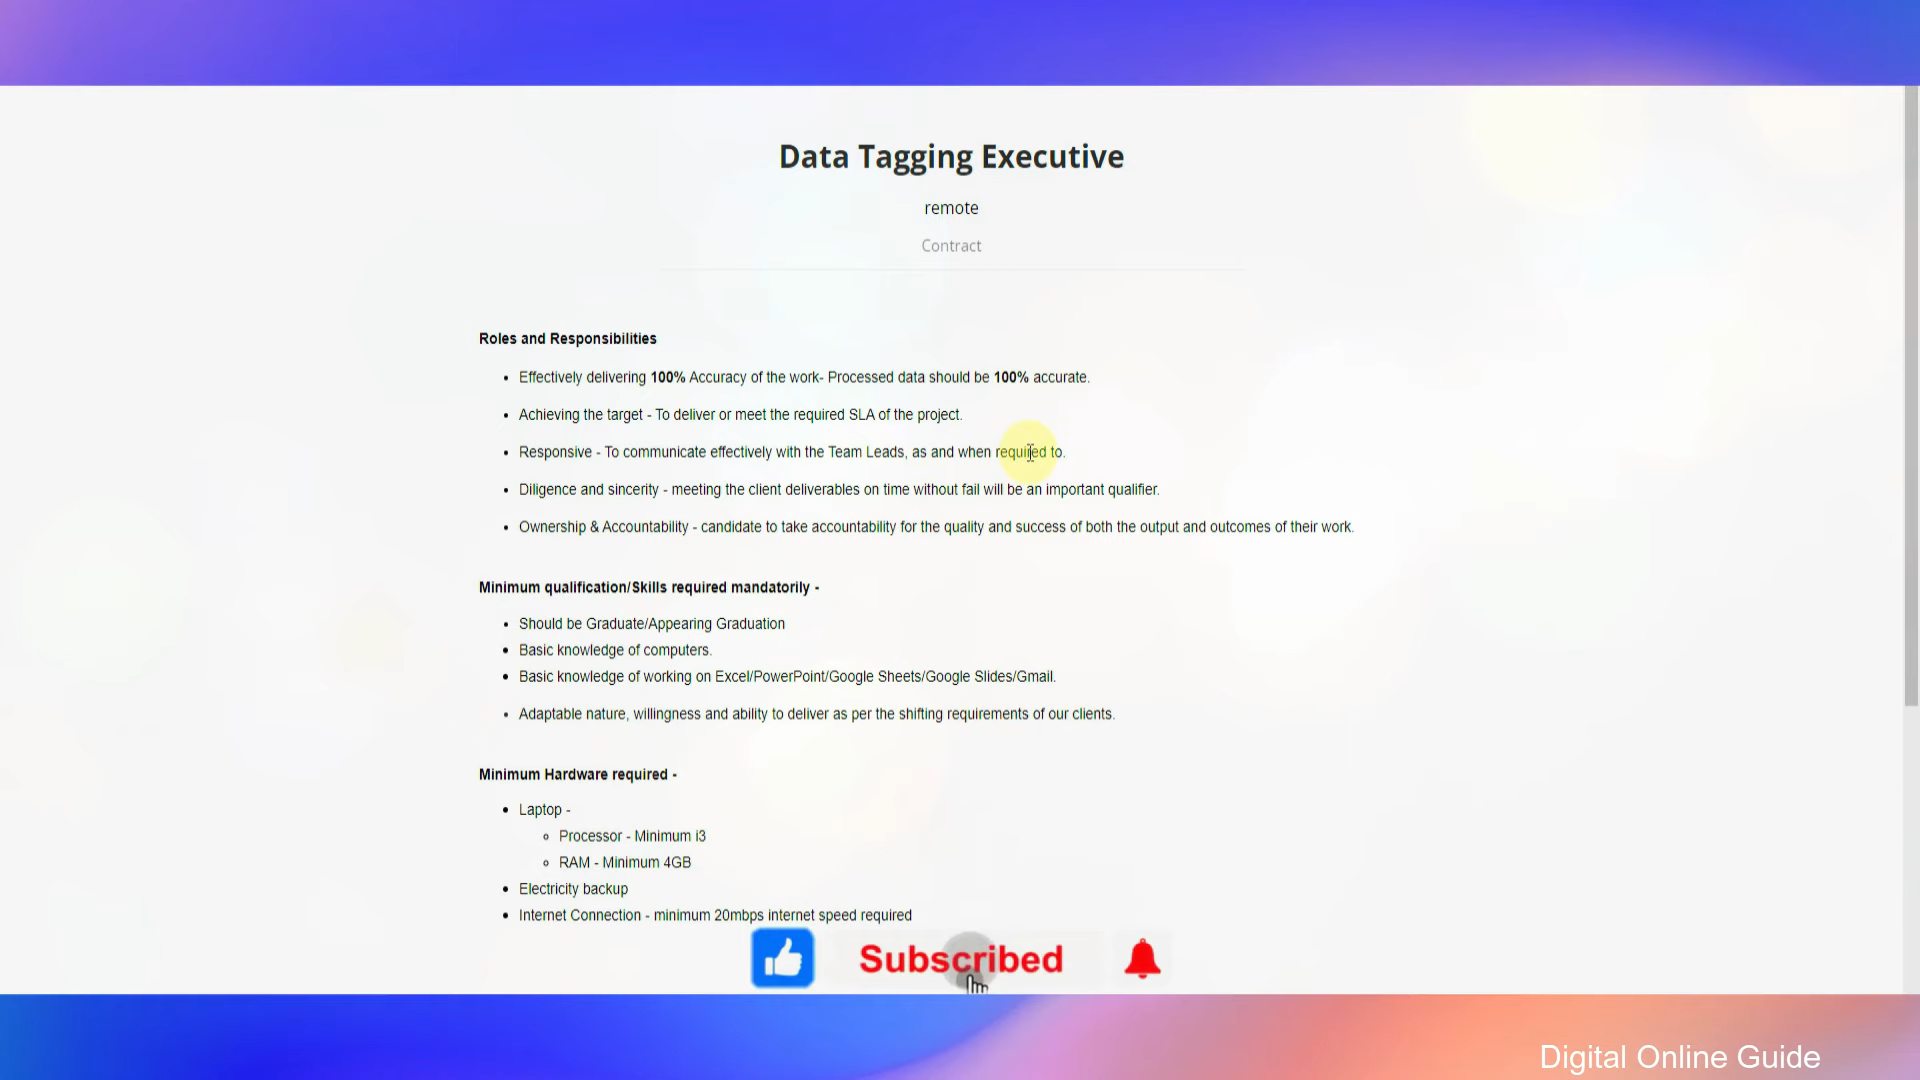 Data Tagging Executive
remote
Contract
Roles and Responsibilities
• Effectively delivering 100% Accuracy of the work- Processed data should be 100% accurate.
• Achieving the target - To deliver or meet the required SLA of the project.
• Responsive - To communicate effectively with the Team Leads, as and when required to.
• Diligence and sincerity - meeting the client deliverables on time without fail will be an important qualifier.
• Ownership & Accountability - candidate to take accountability for the quality and success of both the output and outcomes of their work.
Minimum qualification/Skills required mandatorily -
• Should be Graduate/Appearing Graduation
• Basic knowledge of computers.
• Basic knowledge of working on Excel/PowerPoint/Google Sheets/Google Slides/Gmail.
• Adaptable nature, willingness and ability to deliver as per the shifting requirements of our clients.
Minimum Hardware required -
• Laptop -
◦ Processor - Minimum i3
◦ RAM - Minimum 4GB
• Electricity backup
• Internet Connection - minimum 20mbps internet speed required
Subscribed
Digital Online Guide